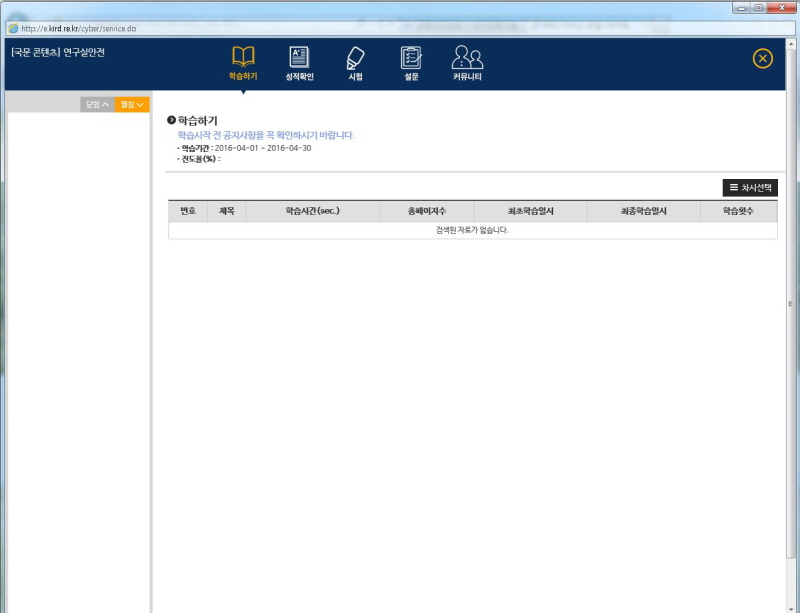 http://e.kird.re.kr/cyber/service.do
[국문 콘텐츠] 연구실안전
학습하기
성적확인
시험
설문
커뮤니티
닫힘
펼침
학습하기
학습시작 전 공지사항을 꼭 확인하시기 바랍니다.
· 학습기간 : 2016-04-01 ~ 2016-04-30
· 진도율(%) :
차시선택
번호 제목 학습시간(sec.) 총페이지수 최초학습일시 최종학습일시 학습횟수
검색된 자료가 없습니다.